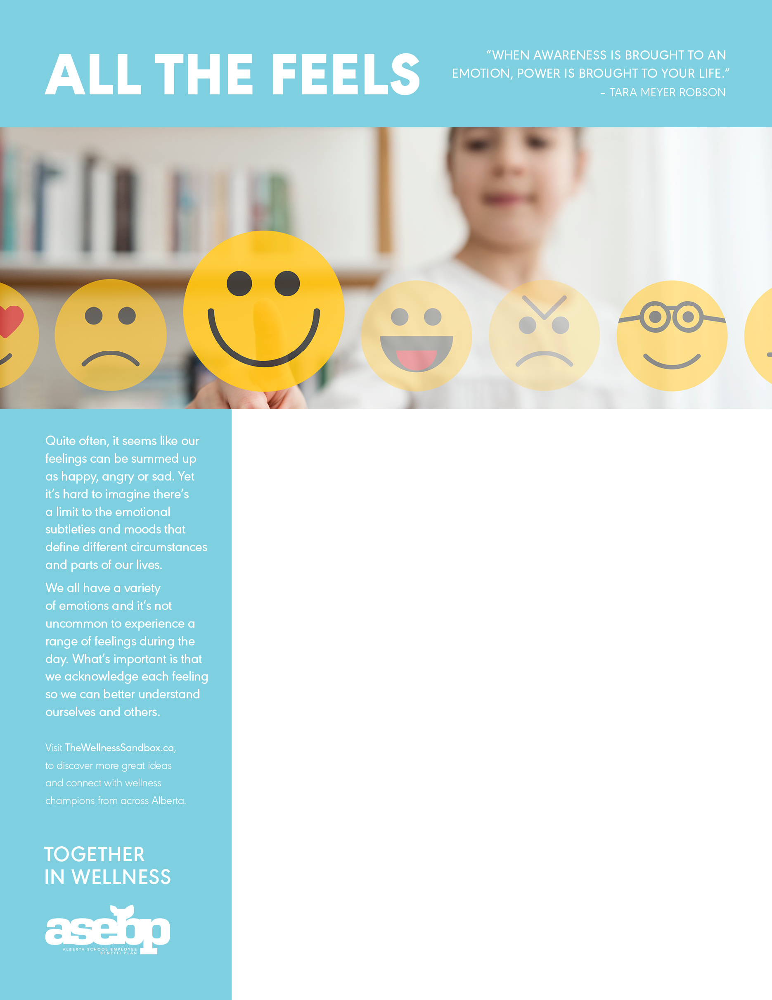 ALL THE FEELS
“WHEN AWARENESS IS BROUGHT TO AN
EMOTION, POWER IS BROUGHT TO YOUR LIFE.”
– TARA MEYER ROBSON
Quite often, it seems like our
feelings can be summed up
as happy, angry or sad. Yet
it’s hard to imagine there’s
a limit to the emotional
subtleties and moods that
define different circumstances
and parts of our lives.
We all have a variety
of emotions and it’s not
uncommon to experience a
range of feelings during the
day. What’s important is that
we acknowledge each feeling
so we can better understand
ourselves and others.
Visit TheWellnessSandbox.ca,
to discover more great ideas
and connect with wellness
champions from across Alberta.
TOGETHER
IN WELLNESS
asebp
ALBERTA SCHOOL EMPLOYEE
BENEFIT PLAN